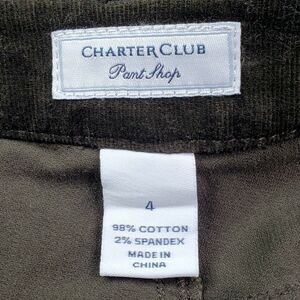 CHARTER CLUB
Pant Shop
4
98% COTTON
2% SPANDEX
MADE IN
CHINA